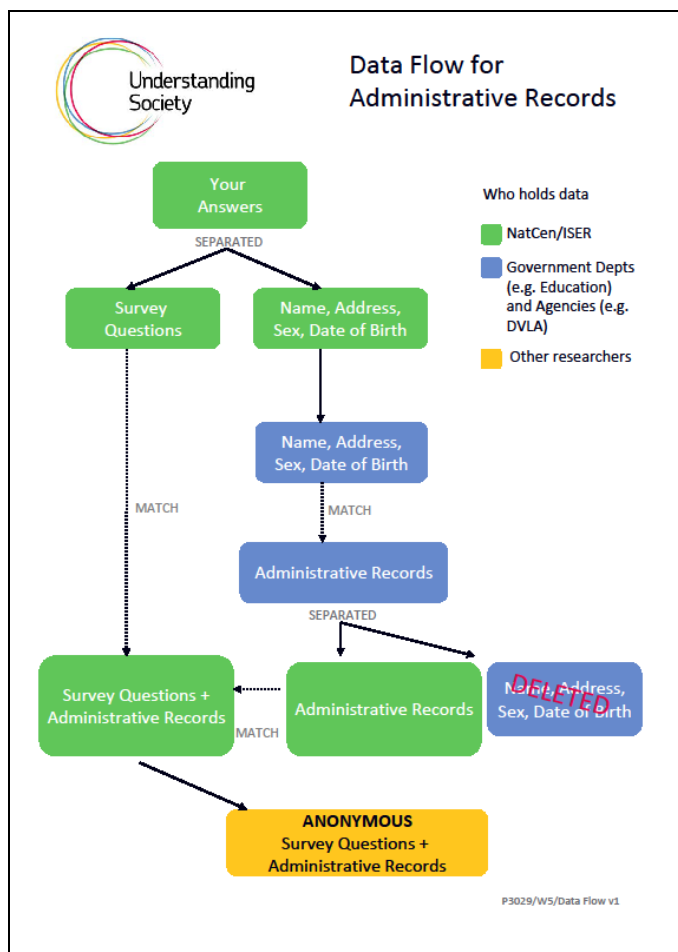 Understanding
Society
Data Flow for
Administrative Records
Your
Answers
Who holds data
NatCen/ISER
Government Depts
(e.g. Education)
and Agencies (e.g.
DVLA)
Other researchers
SEPARATED
Survey
Questions
Name, Address,
Sex, Date of Birth
Name, Address,
Sex, Date of Birth
MATCH
MATCH
Administrative Records
SEPARATED
Survey Questions +
Administrative Records
MATCH
Administrative Records
Name, Address,
Sex, Date of Birth
DELETED
ANONYMOUS
Survey Questions +
Administrative Records
P3029/W5/Data Flow v1